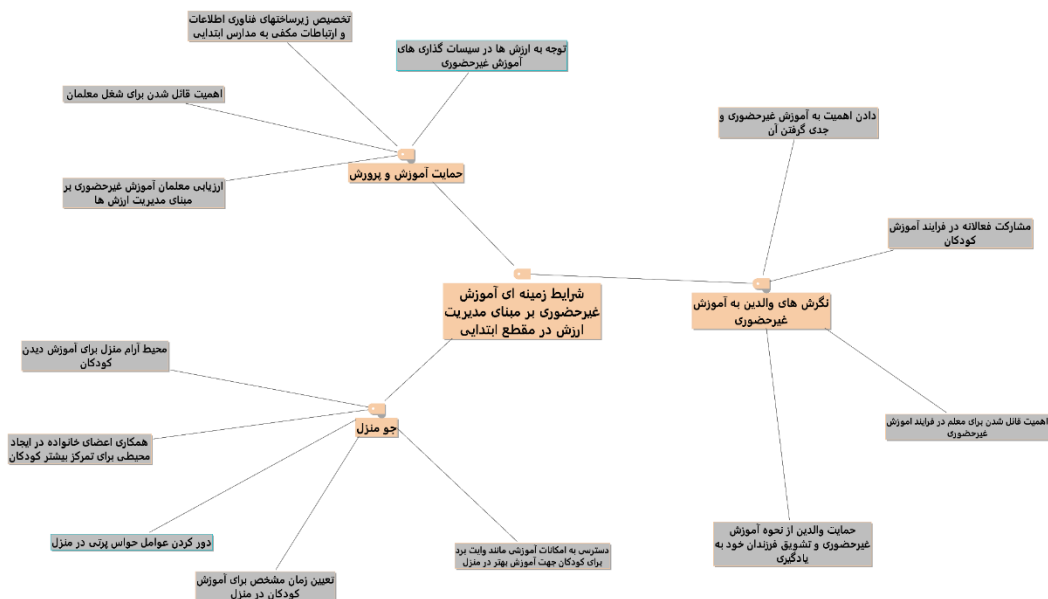 تخصیص زیرساختهای فناوری اطلاعات
و ارتباطات مکفی به مدارس ابتدایی
توجه به ارزش ها در سیسات گذاری های
آموزش غیرحضوری
اهمیت قائل شدن برای شغل معلمان
ارزیابی معلمان آموزش غیرحضوری بر
مبنای مدیریت ارزش ها
حمایت آموزش و پرورش
دادن اهمیت به آموزش غیرحضوری و
جدی گرفتن آن
مشارکت فعالانه در فرایند آموزش
کودکان
نگرش های والدین به آموزش
غیرحضوری
اهمیت قائل شدن برای معلم در فرایند اموزش
غیرحضوری
حمایت والدین از نحوه آموزش
غیرحضوری و تشویق فرزندان خود به
یادگیری
شرایط زمینه ای آموزش
غیرحضوری بر مبنای مدیریت
ارزش در مقطع ابتدایی
جو منزل
محیط آرام منزل برای آموزش دیدن
کودکان
همکاری اعضای خانواده در ایجاد
محیطی برای تمرکز بیشتر کودکان
دور کردن عوامل حواس پرتی در منزل
تعیین زمان مشخص برای آموزش
کودکان در منزل
دسترسی به امکانات آموزشی مانند وایت برد
برای کودکان جهت آموزش بهتر در منزل